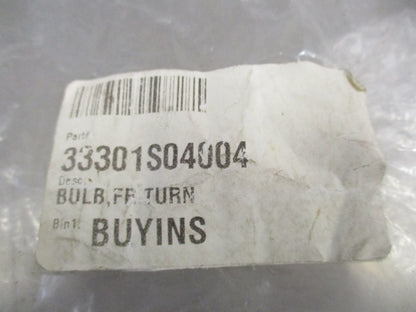 Part#
33301S04004
Desc:
BULB,FR TURN
Bin1: BUYINS